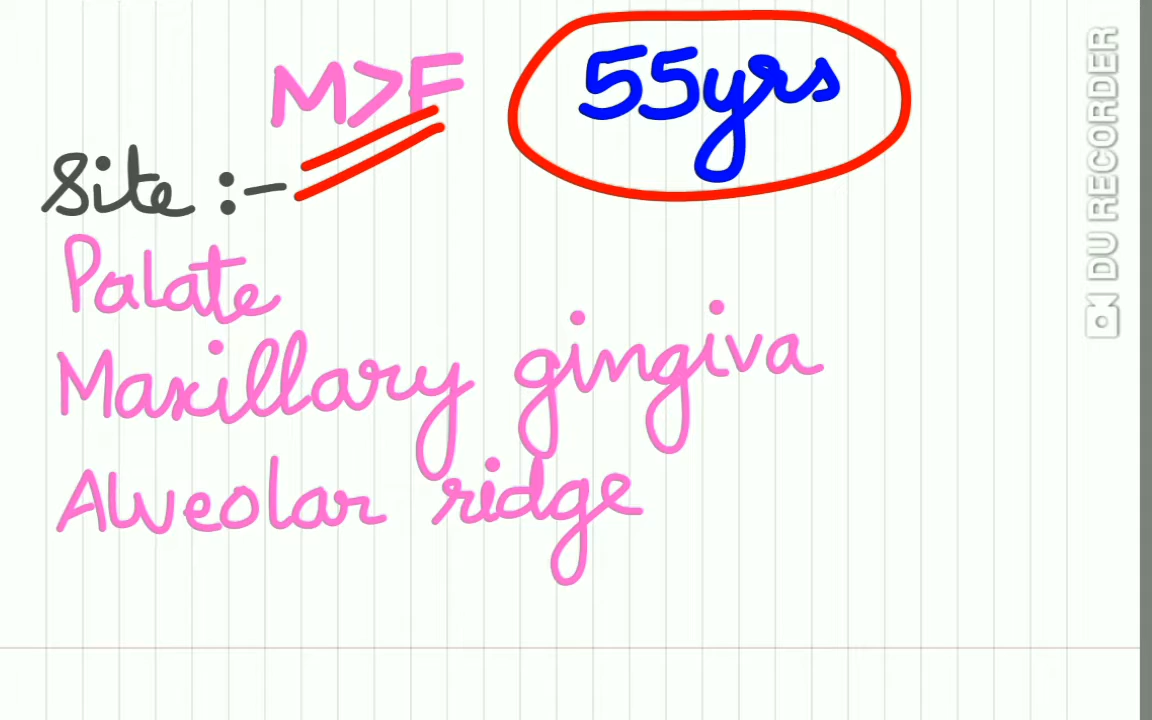 M>F 55yrs
Site :-
Palate
Maxillary gingiva
Alveolar ridge
DU RECORDER